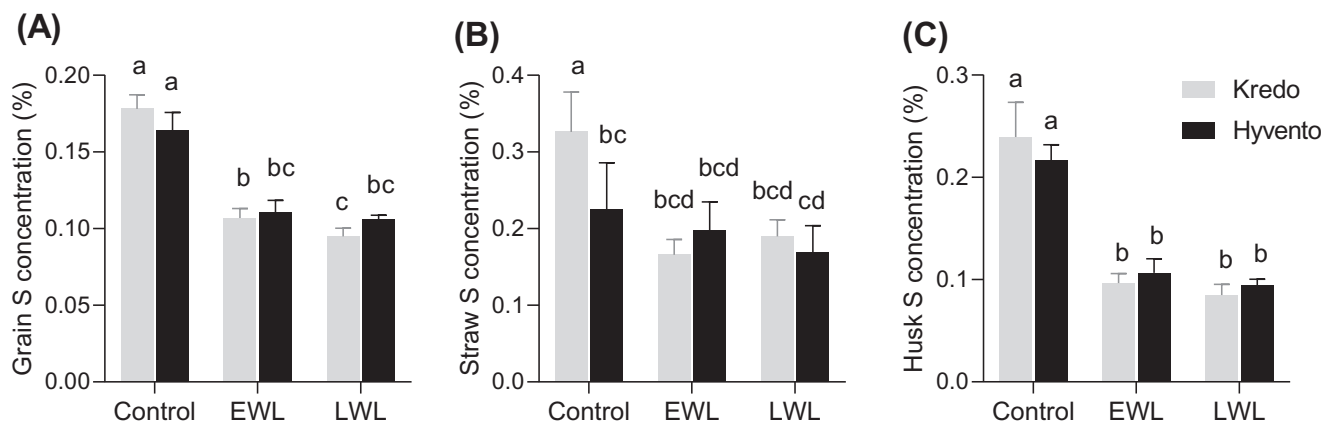 (A)
Grain S concentration (%)
0.20
0.15
0.10
0.05
0.00
a
a
b
bc
c
bc
Control
EWL
LWL
(B)
Straw S concentration (%)
0.4
0.3
0.2
0.1
0.0
a
bc
bcd
bcd
bcd
cd
Control
EWL
LWL
(C)
Husk S concentration (%)
0.3
0.2
0.1
0.0
a
a
b
b
b
b
Control
EWL
LWL
Kredo
Hyvento